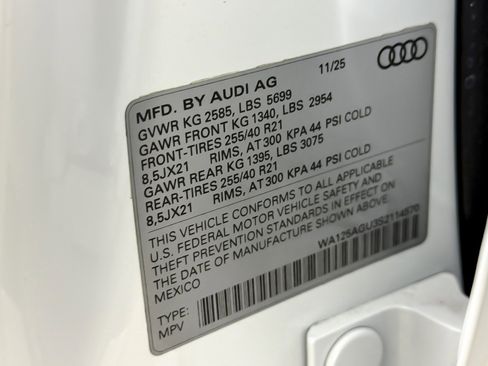 MFD. BY AUDI AG 11/25
GVWR KG 2585, LBS 5699
GAWR FRONT KG 1340, LBS 2954
FRONT-TIRES 255/40 R21
8,5JX21 RIMS, AT 300 KPA 44 PSI COLD
GAWR REAR KG 1395, LBS 3075
REAR-TIRES 255/40 R21
8,5JX21 RIMS, AT 300 KPA 44 PSI COLD
THIS VEHICLE CONFORMS TO ALL APPLICABLE
U.S. FEDERAL MOTOR VEHICLE SAFETY AND
THEFT PREVENTION STANDARDS IN EFFECT ON
THE DATE OF MANUFACTURE SHOWN ABOVE.
MEXICO WA125AGU3S2114570
TYPE:
MPV